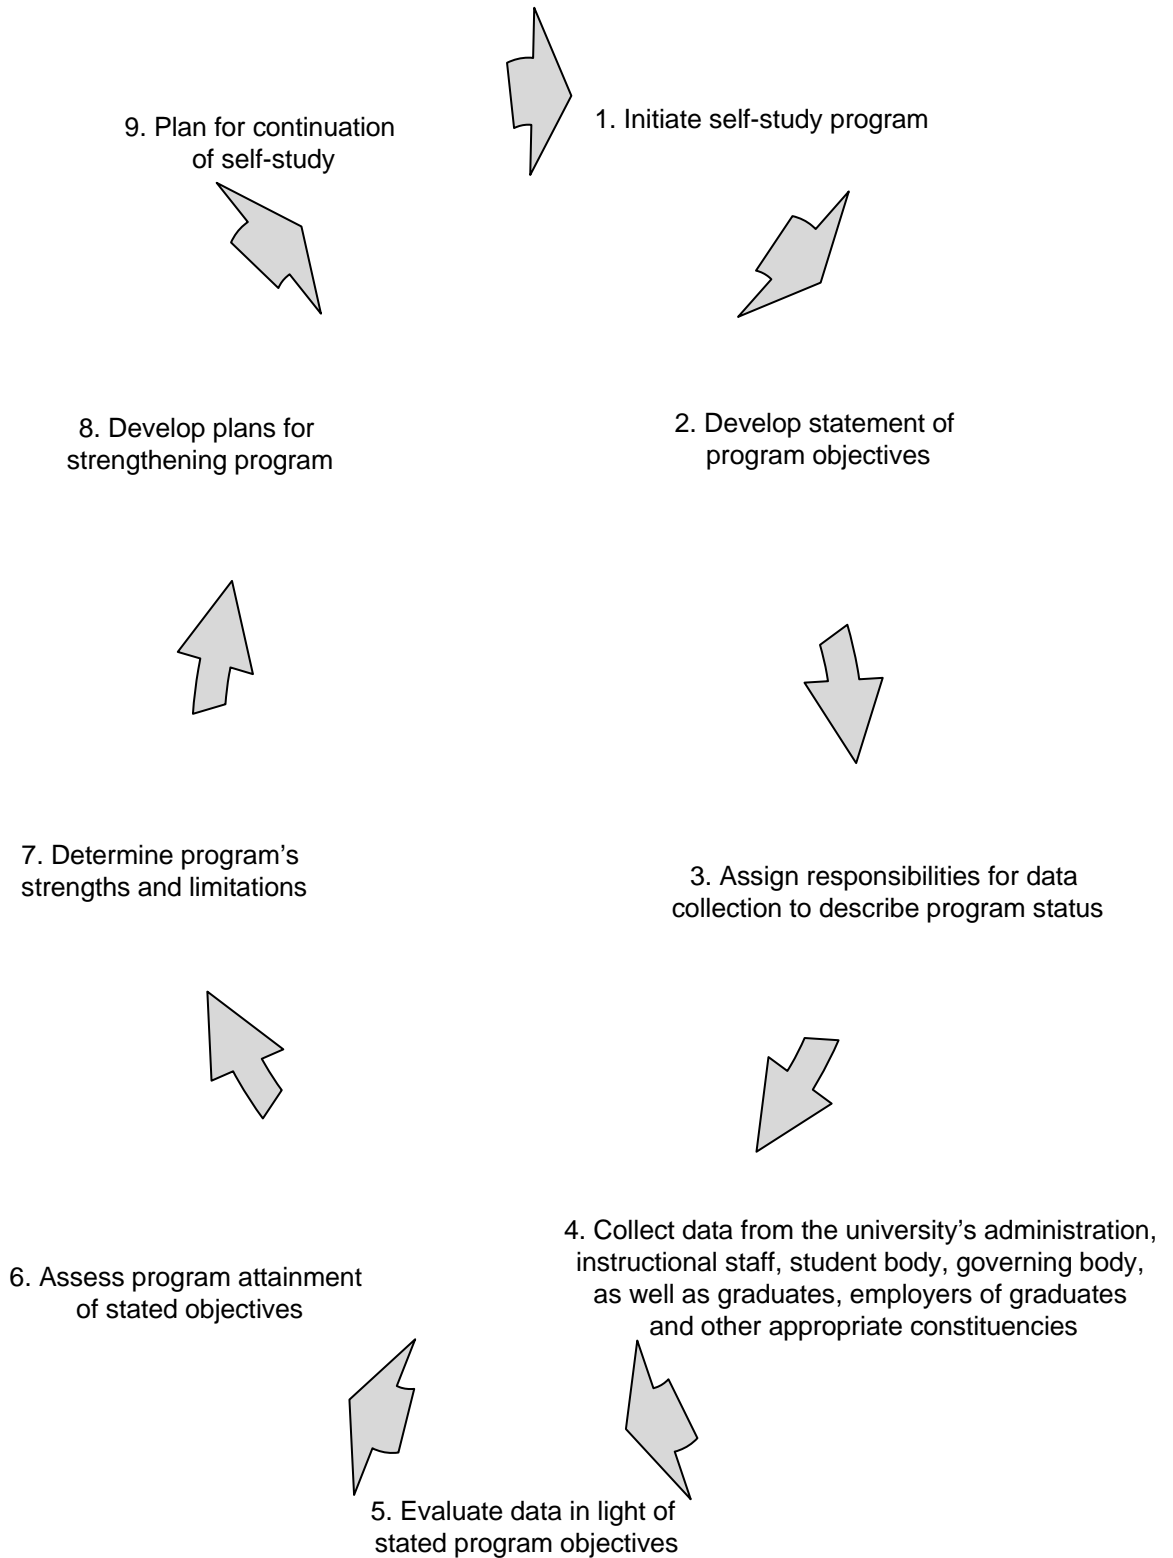 1. Initiate self-study program
2. Develop statement of
program objectives
3. Assign responsibilities for data
collection to describe program status
4. Collect data from the university’s administration,
instructional staff, student body, governing body,
as well as graduates, employers of graduates
and other appropriate constituencies
5. Evaluate data in light of
stated program objectives
6. Assess program attainment
of stated objectives
7. Determine program’s
strengths and limitations
8. Develop plans for
strengthening program
9. Plan for continuation
of self-study